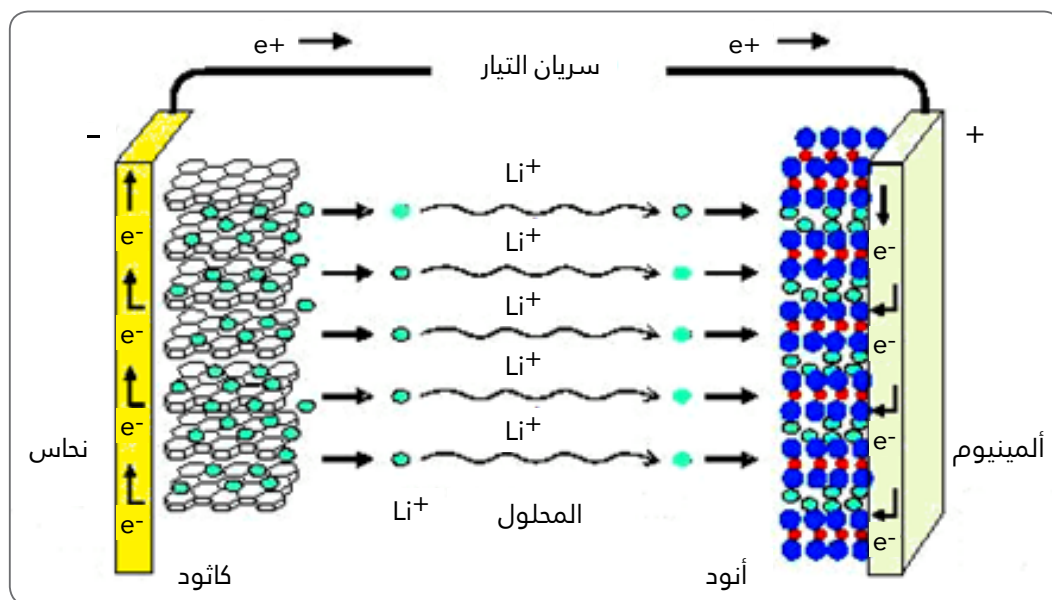 e+ e+
سريان التيار
– +
Li⁺
e⁻
Li⁺
e⁻
Li⁺
e⁻
e⁻
Li⁺
e⁻
Li⁺
e⁻
نحاس
ألمينيوم
e⁻
Li⁺
المحلول
e⁻
كاثود
أنود